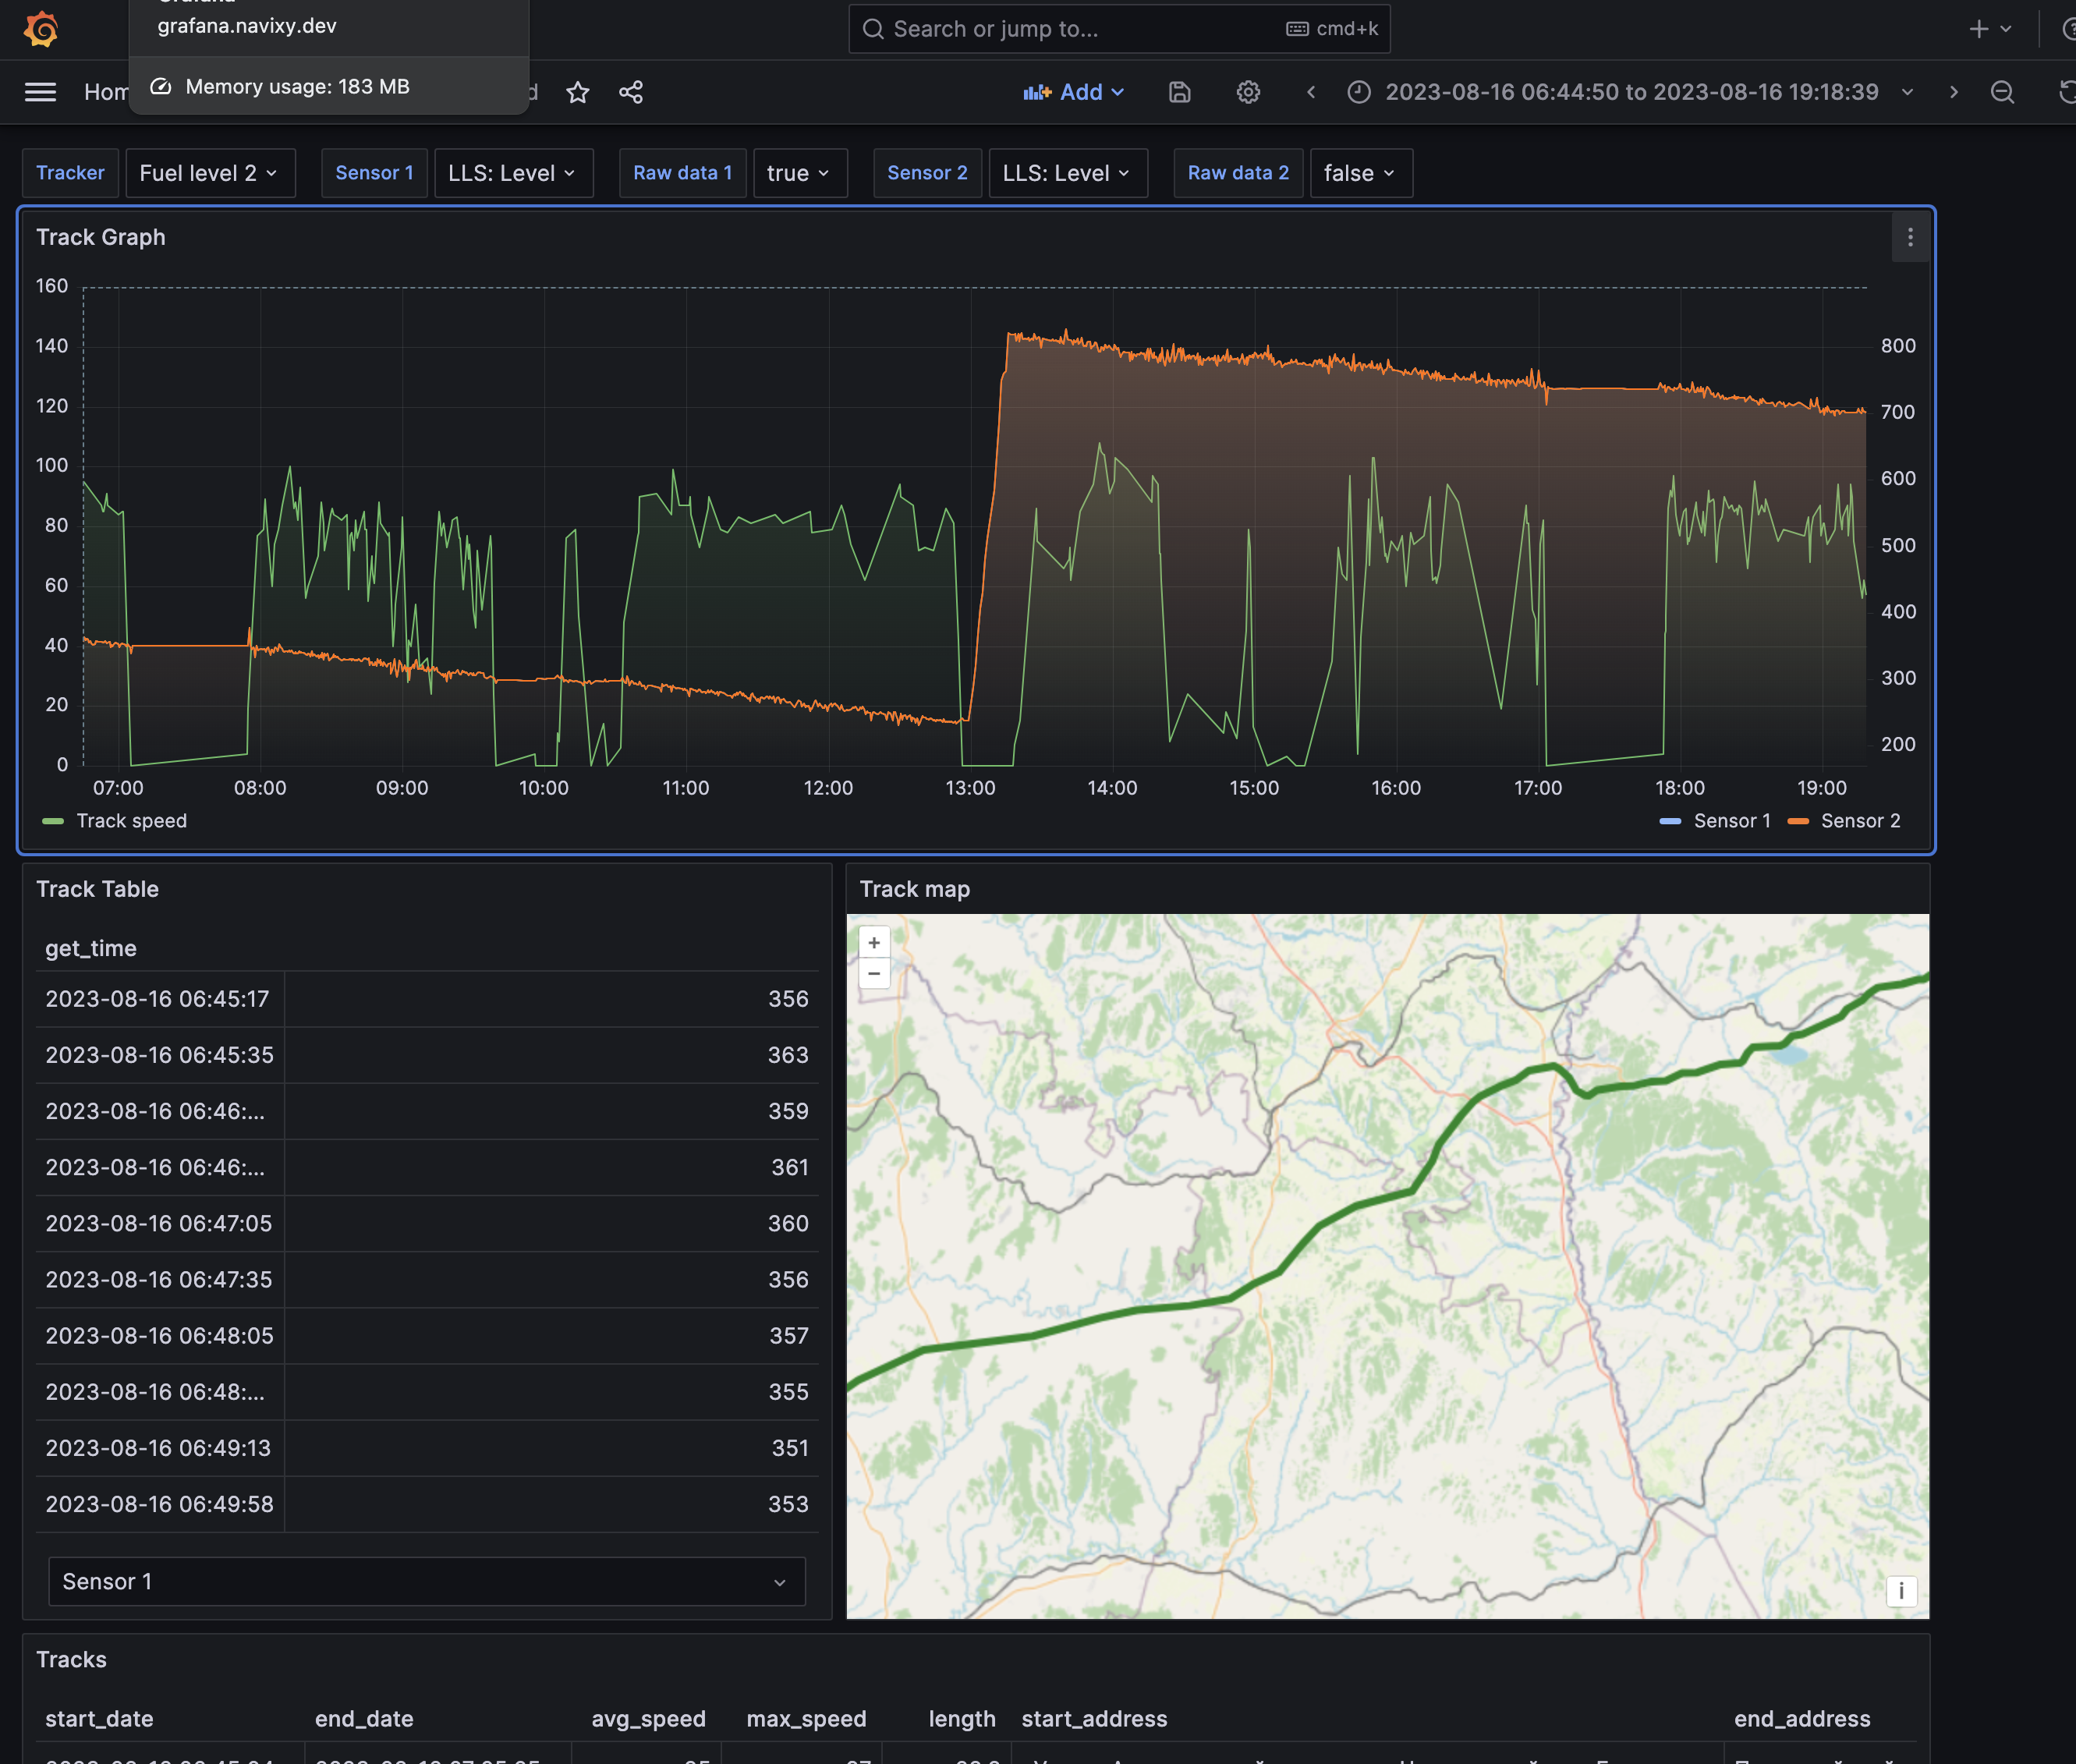 grafana.navixy.dev
Memory usage: 183 MB
Search or jump to...
cmd+k
Add
2023-08-16 06:44:50 to 2023-08-16 19:18:39
Tracker Fuel level 2 Sensor 1 LLS: Level Raw data 1 true Sensor 2 LLS: Level Raw data 2 false
Track Graph
160
140
120
100
80
60
40
20
0
800
700
600
500
400
300
200
07:00 08:00 09:00 10:00 11:00 12:00 13:00 14:00 15:00 16:00 17:00 18:00 19:00
Track speed
Sensor 1 Sensor 2
Track Table
get_time
2023-08-16 06:45:17 356
2023-08-16 06:45:35 363
2023-08-16 06:46:... 359
2023-08-16 06:46:... 361
2023-08-16 06:47:05 360
2023-08-16 06:47:35 356
2023-08-16 06:48:05 357
2023-08-16 06:48:... 355
2023-08-16 06:49:13 351
2023-08-16 06:49:58 353
Sensor 1
Track map
+
−
i
Tracks
start_date end_date avg_speed max_speed length start_address end_address